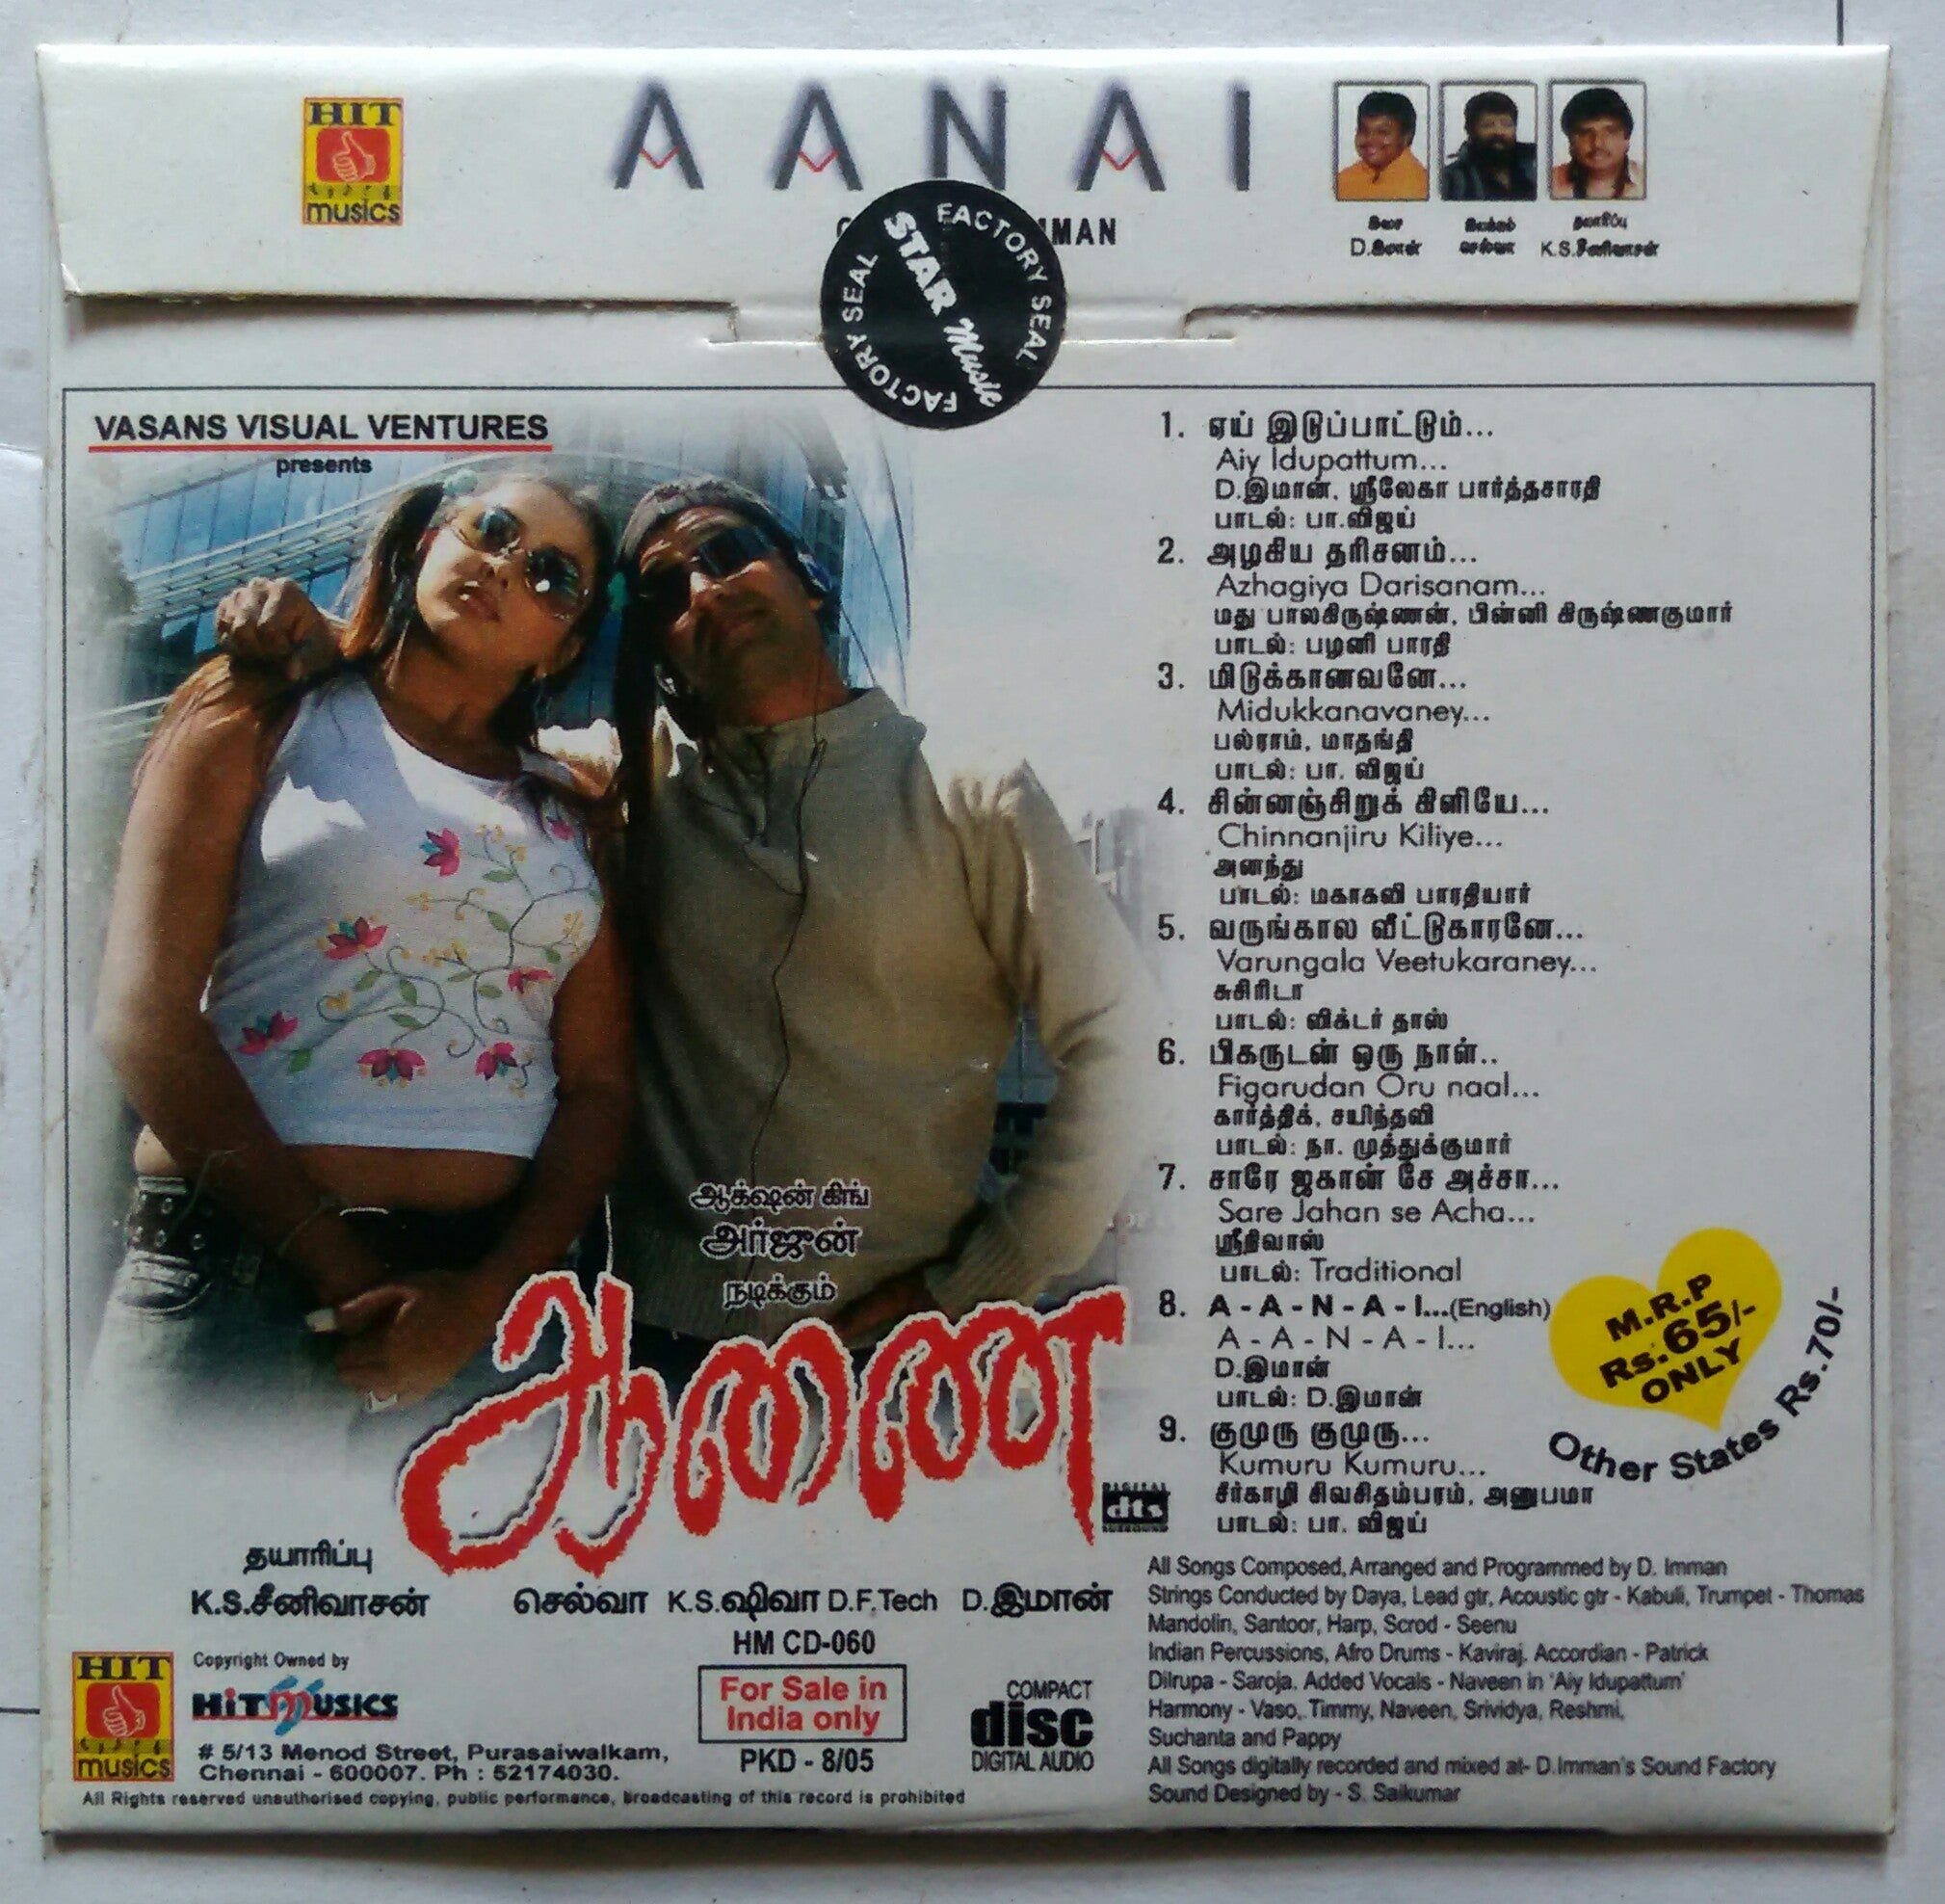 HIT
musics
AANAI
MMAN
FACTORY SEAL
STAR Music
FACTORY SEAL
இசை
D.இமான்
இயக்கம்
செல்வா
தயாரிப்பு
K.S.சீனிவாசன்
VASANS VISUAL VENTURES
presents
1. ஏய் இடுப்பாட்டும்...
Aiy Idupattum...
D.இமான், ஸ்ரீலேகா பார்த்தசாரதி
பாடல்: பா.விஜய்
2. அழகிய தரிசனம்...
Azhagiya Darisanam...
மது பாலகிருஷ்ணன், பின்னி கிருஷ்ணகுமார்
பாடல்: பழனி பாரதி
3. மிடுக்கானவனே...
Midukkanavaney...
பல்ராம், மாதங்தி
பாடல்: பா. விஜய்
4. சின்னஞ்சிறுக் கிளியே...
Chinnanjiru Kiliye...
அனந்து
பாடல்: மகாகவி பாரதியார்
5. வருங்கால வீட்டுகாரனே...
Varungala Veetukaraney...
சுசிரிடா
பாடல்: விக்டர் தாஸ்
6. பிகருடன் ஒரு நாள்..
Figarudan Oru naal...
கார்த்திக், சயிந்தவி
பாடல்: நா. முத்துக்குமார்
7. சாரே ஜகான் சே அச்சா...
Sare Jahan se Acha...
ஸ்ரீநிவாஸ்
பாடல்: Traditional
8. A - A - N - A - I...(English)
A - A - N - A - I...
D.இமான்
பாடல்: D.இமான்
9. குமுரு குமுரு...
Kumuru Kumuru...
சீர்காழி சிவசிதம்பரம், அனுபமா
பாடல்: பா. விஜய்
M.R.P
Rs.65/-
ONLY
Other States Rs.70/-
ஆக்‌ஷன் கிங்
அர்ஜுன்
நடிக்கும்
ஆணை
DIGITAL
dts
SURROUND
தயாரிப்பு
K.S.சீனிவாசன் செல்வா K.S.ஷிவா D.F.Tech D.இமான்
HM CD-060
For Sale in
India only
PKD - 8/05
COMPACT
disc
DIGITAL AUDIO
HIT
musics
Copyright Owned by
HiT MUSICS
# 5/13 Menod Street, Purasaiwalkam,
Chennai - 600007. Ph : 52174030.
All Rights reserved unauthorised copying, public performance, broadcasting of this record is prohibited
All Songs Composed, Arranged and Programmed by D. Imman
Strings Conducted by Daya, Lead gtr, Acoustic gtr - Kabuli, Trumpet - Thomas
Mandolin, Santoor, Harp, Scrod - Seenu
Indian Percussions, Afro Drums - Kaviraj, Accordian - Patrick
Dilrupa - Saroja, Added Vocals - Naveen in 'Aiy Idupattum'
Harmony - Vaso, Timmy, Naveen, Srividya, Reshmi,
Suchanta and Pappy
All Songs digitally recorded and mixed at- D.Imman's Sound Factory
Sound Designed by - S. Saikumar